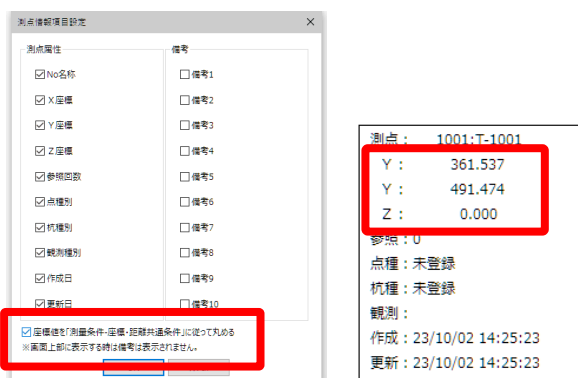 測点情報項目設定
測点属性
備考
No名称
備考1
X座標
備考2
Y座標
備考3
Z座標
備考4
参照回数
備考5
点種別
備考6
杭種別
備考7
観測種別
備考8
作成日
備考9
更新日
備考10
座標値を「測量条件-座標・距離共通条件」に従って丸める
※画面上部に表示する時は備考は表示されません。
測点： 1001:T-1001
Y： 361.537
Y： 491.474
Z： 0.000
参照：0
点種：未登録
杭種：未登録
観測：
作成：23/10/02 14:25:23
更新：23/10/02 14:25:23